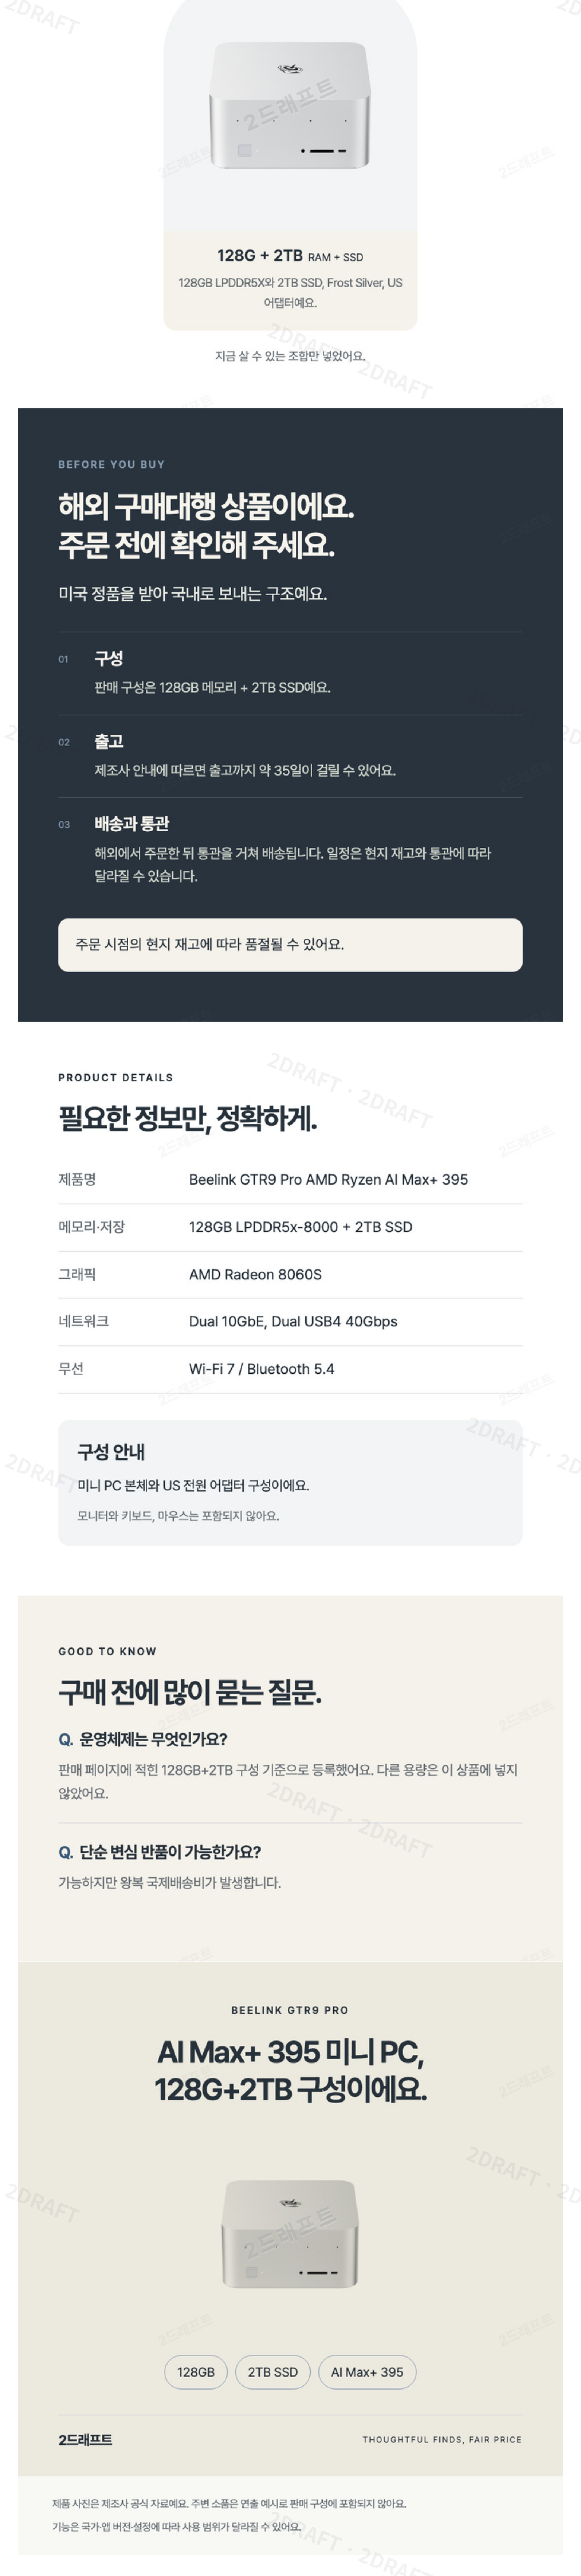 2DRAFT
2드래프트
128G + 2TB RAM + SSD
128GB LPDDR5X와 2TB SSD, Frost Silver, US
어댑터예요.
지금 살 수 있는 조합만 넣었어요.
2DRAFT · 2DRAFT
BEFORE YOU BUY
해외 구매대행 상품이에요.
주문 전에 확인해 주세요.
미국 정품을 받아 국내로 보내는 구조예요.
01 구성
판매 구성은 128GB 메모리 + 2TB SSD예요.
02 출고
제조사 안내에 따르면 출고까지 약 35일이 걸릴 수 있어요.
03 배송과 통관
해외에서 주문한 뒤 통관을 거쳐 배송됩니다. 일정은 현지 재고와 통관에 따라
달라질 수 있습니다.
주문 시점의 현지 재고에 따라 품절될 수 있어요.
2DRAFT · 2DRAFT
PRODUCT DETAILS
필요한 정보만, 정확하게.
제품명 Beelink GTR9 Pro AMD Ryzen AI Max+ 395
메모리·저장 128GB LPDDR5x-8000 + 2TB SSD
그래픽 AMD Radeon 8060S
네트워크 Dual 10GbE, Dual USB4 40Gbps
무선 Wi-Fi 7 / Bluetooth 5.4
구성 안내
미니 PC 본체와 US 전원 어댑터 구성이에요.
모니터와 키보드, 마우스는 포함되지 않아요.
GOOD TO KNOW
구매 전에 많이 묻는 질문.
Q. 운영체제는 무엇인가요?
판매 페이지에 적힌 128GB+2TB 구성 기준으로 등록했어요. 다른 용량은 이 상품에 넣지
않았어요.
2DRAFT · 2DRAFT
Q. 단순 변심 반품이 가능한가요?
가능하지만 왕복 국제배송비가 발생합니다.
BEELINK GTR9 PRO
AI Max+ 395 미니 PC,
128G+2TB 구성이에요.
2드래프트
128GB 2TB SSD AI Max+ 395
2드래프트 THOUGHTFUL FINDS, FAIR PRICE
제품 사진은 제조사 공식 자료예요. 주변 소품은 연출 예시로 판매 구성에 포함되지 않아요.
기능은 국가·앱 버전·설정에 따라 사용 범위가 달라질 수 있어요.
2DRAFT · 2DRAFT